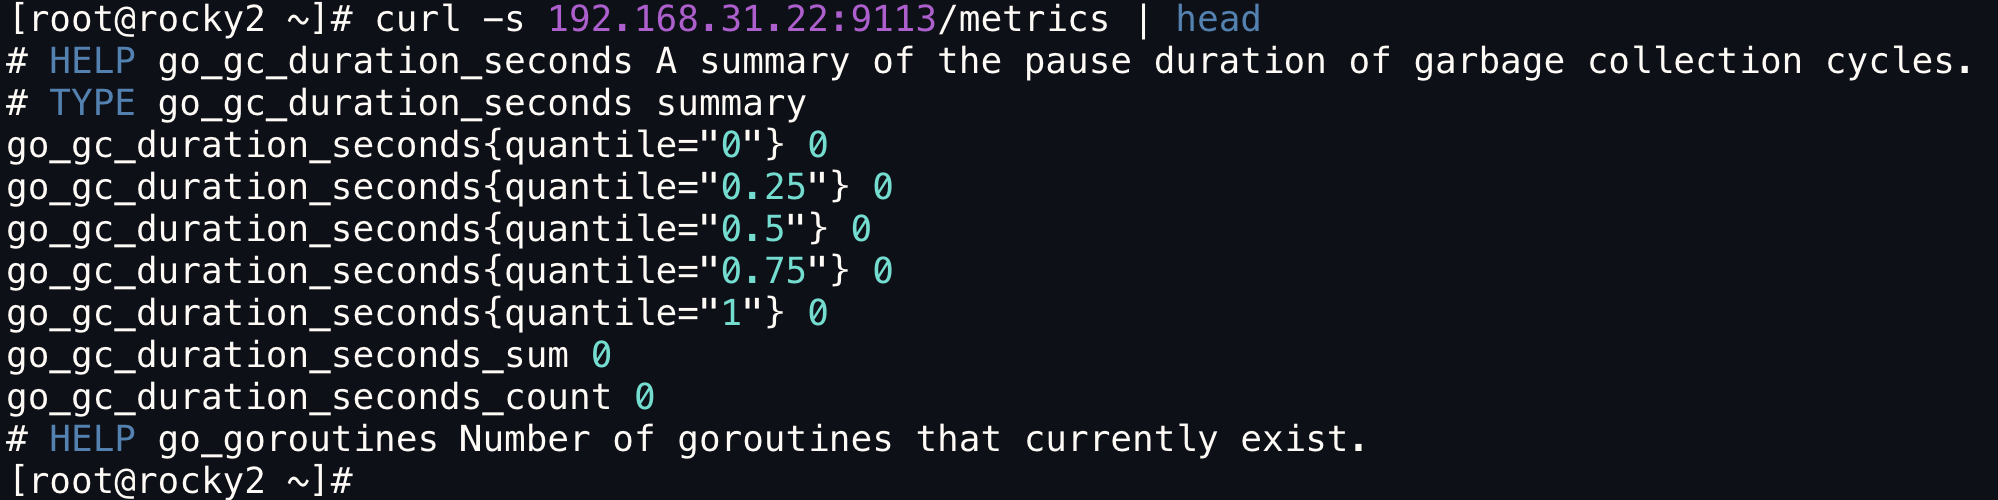 [root@rocky2 ~]# curl -s 192.168.31.22:9113/metrics | head
# HELP go_gc_duration_seconds A summary of the pause duration of garbage collection cycles.
# TYPE go_gc_duration_seconds summary
go_gc_duration_seconds{quantile="0"} 0
go_gc_duration_seconds{quantile="0.25"} 0
go_gc_duration_seconds{quantile="0.5"} 0
go_gc_duration_seconds{quantile="0.75"} 0
go_gc_duration_seconds{quantile="1"} 0
go_gc_duration_seconds_sum 0
go_gc_duration_seconds_count 0
# HELP go_goroutines Number of goroutines that currently exist.
[root@rocky2 ~]#